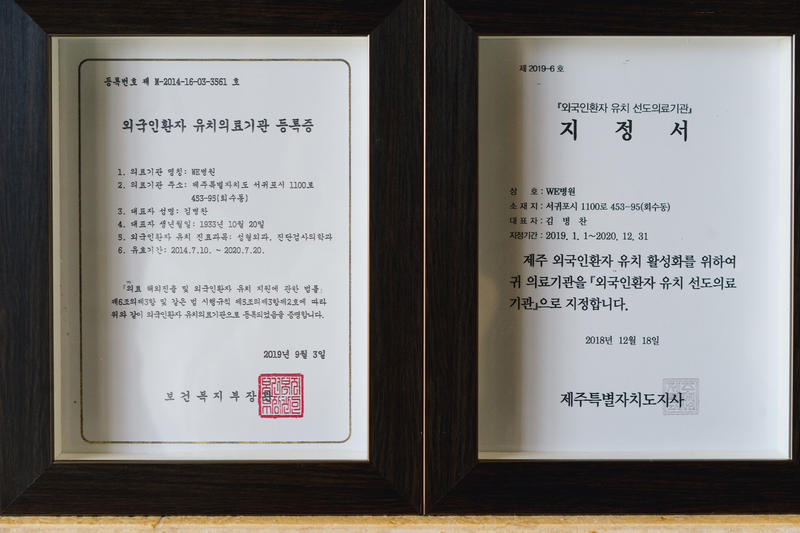 등록번호 제 M-2014-16-03-3561 호
외국인환자 유치의료기관 등록증
1. 의료기관 명칭: WE병원
2. 의료기관 주소: 제주특별자치도 서귀포시 1100로
453-95(회수동)
3. 대표자 성명: 김병찬
4. 대표자 생년월일: 1933년 10월 20일
5. 외국인환자 유치 진료과목: 성형외과, 진단검사의학과
6. 유효기간: 2014.7.10. ~ 2020.7.20.
「의료 해외진출 및 외국인환자 유치 지원에 관한 법률」
제6조의제3항 및 같은 법 시행규칙 제5조의제3항제2호에 따라
위와 같이 외국인환자 유치의료기관으로 등록되었음을 증명합니다.
2019년 9월 3일
보건복지부장관
제 2019-6 호
『외국인환자 유치 선도의료기관』
지 정 서
상 호 : WE병원
소 재 지 : 서귀포시 1100로 453-95(회수동)
대 표 자 : 김 병 찬
지정기간 : 2019. 1. 1~2020. 12. 31
제주 외국인환자 유치 활성화를 위하여
귀 의료기관을 『외국인환자 유치 선도의료
기관』으로 지정합니다.
2018년 12월 18일
제주특별자치도지사